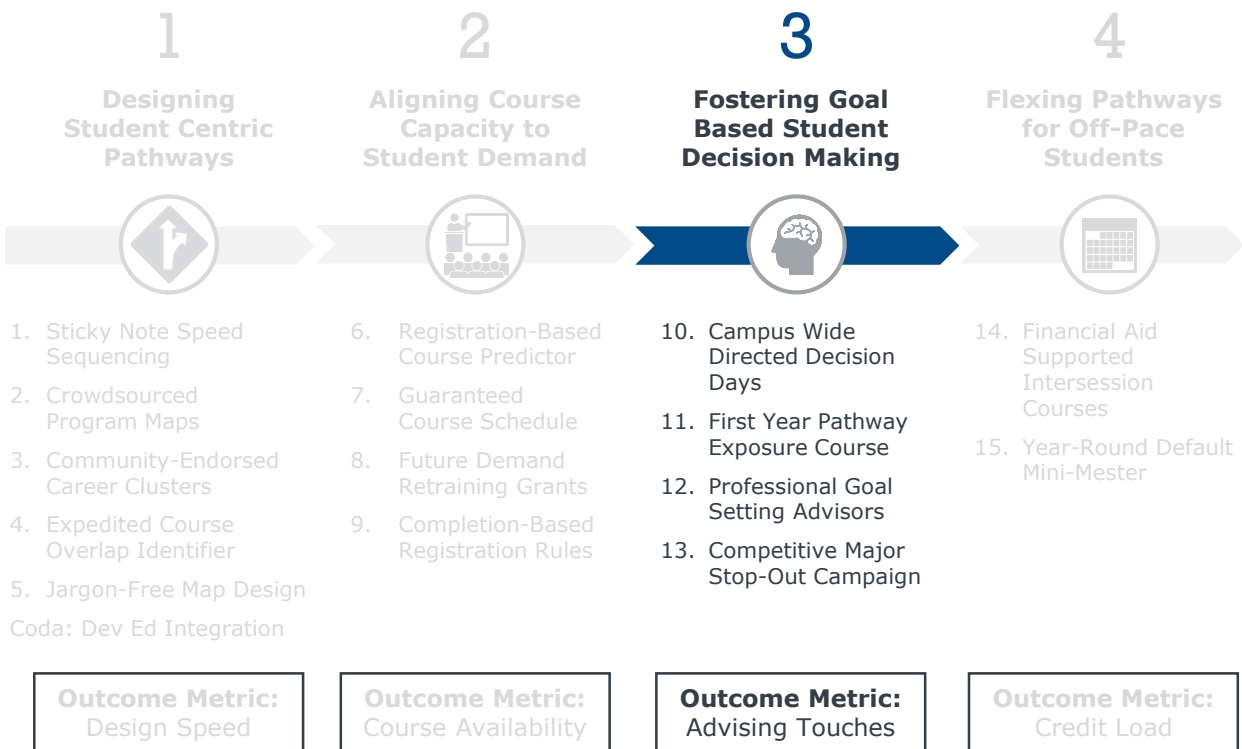 1
Designing
Student Centric
Pathways
1. Sticky Note Speed
Sequencing
2. Crowdsourced
Program Maps
3. Community-Endorsed
Career Clusters
4. Expedited Course
Overlap Identifier
5. Jargon-Free Map Design
Coda: Dev Ed Integration
Outcome Metric:
Design Speed
2
Aligning Course
Capacity to
Student Demand
6. Registration-Based
Course Predictor
7. Guaranteed
Course Schedule
8. Future Demand
Retraining Grants
9. Completion-Based
Registration Rules
Outcome Metric:
Course Availability
3
Fostering Goal
Based Student
Decision Making
10. Campus Wide
Directed Decision
Days
11. First Year Pathway
Exposure Course
12. Professional Goal
Setting Advisors
13. Competitive Major
Stop-Out Campaign
Outcome Metric:
Advising Touches
4
Flexing Pathways
for Off-Pace
Students
14. Financial Aid
Supported
Intersession
Courses
15. Year-Round Default
Mini-Mester
Outcome Metric:
Credit Load